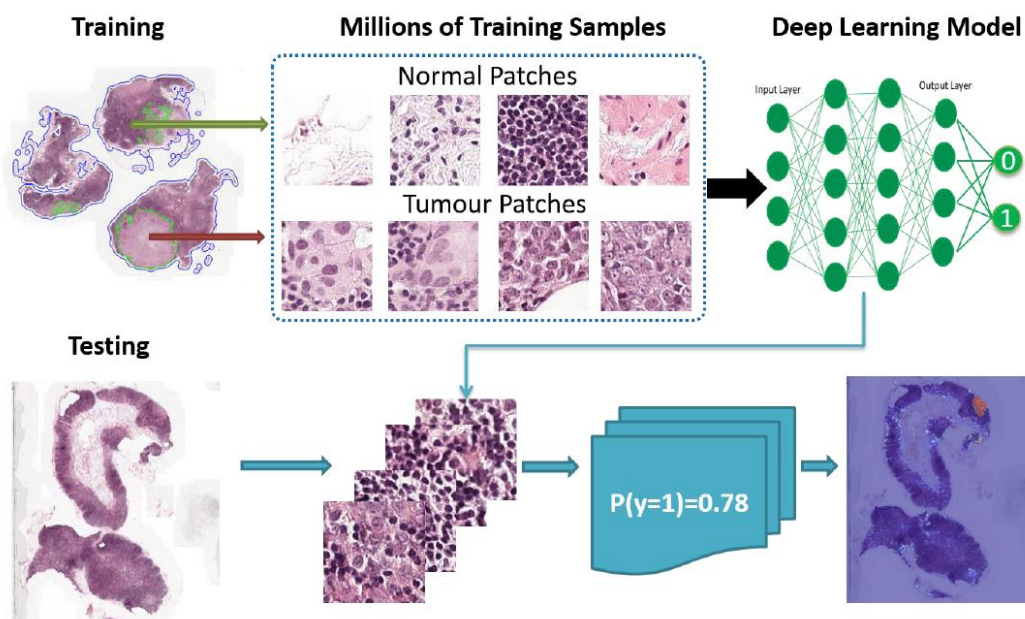 Training
Millions of Training Samples
Deep Learning Model
Normal Patches
Input Layer
Output Layer
0
1
Tumour Patches
Testing
P(y=1)=0.78